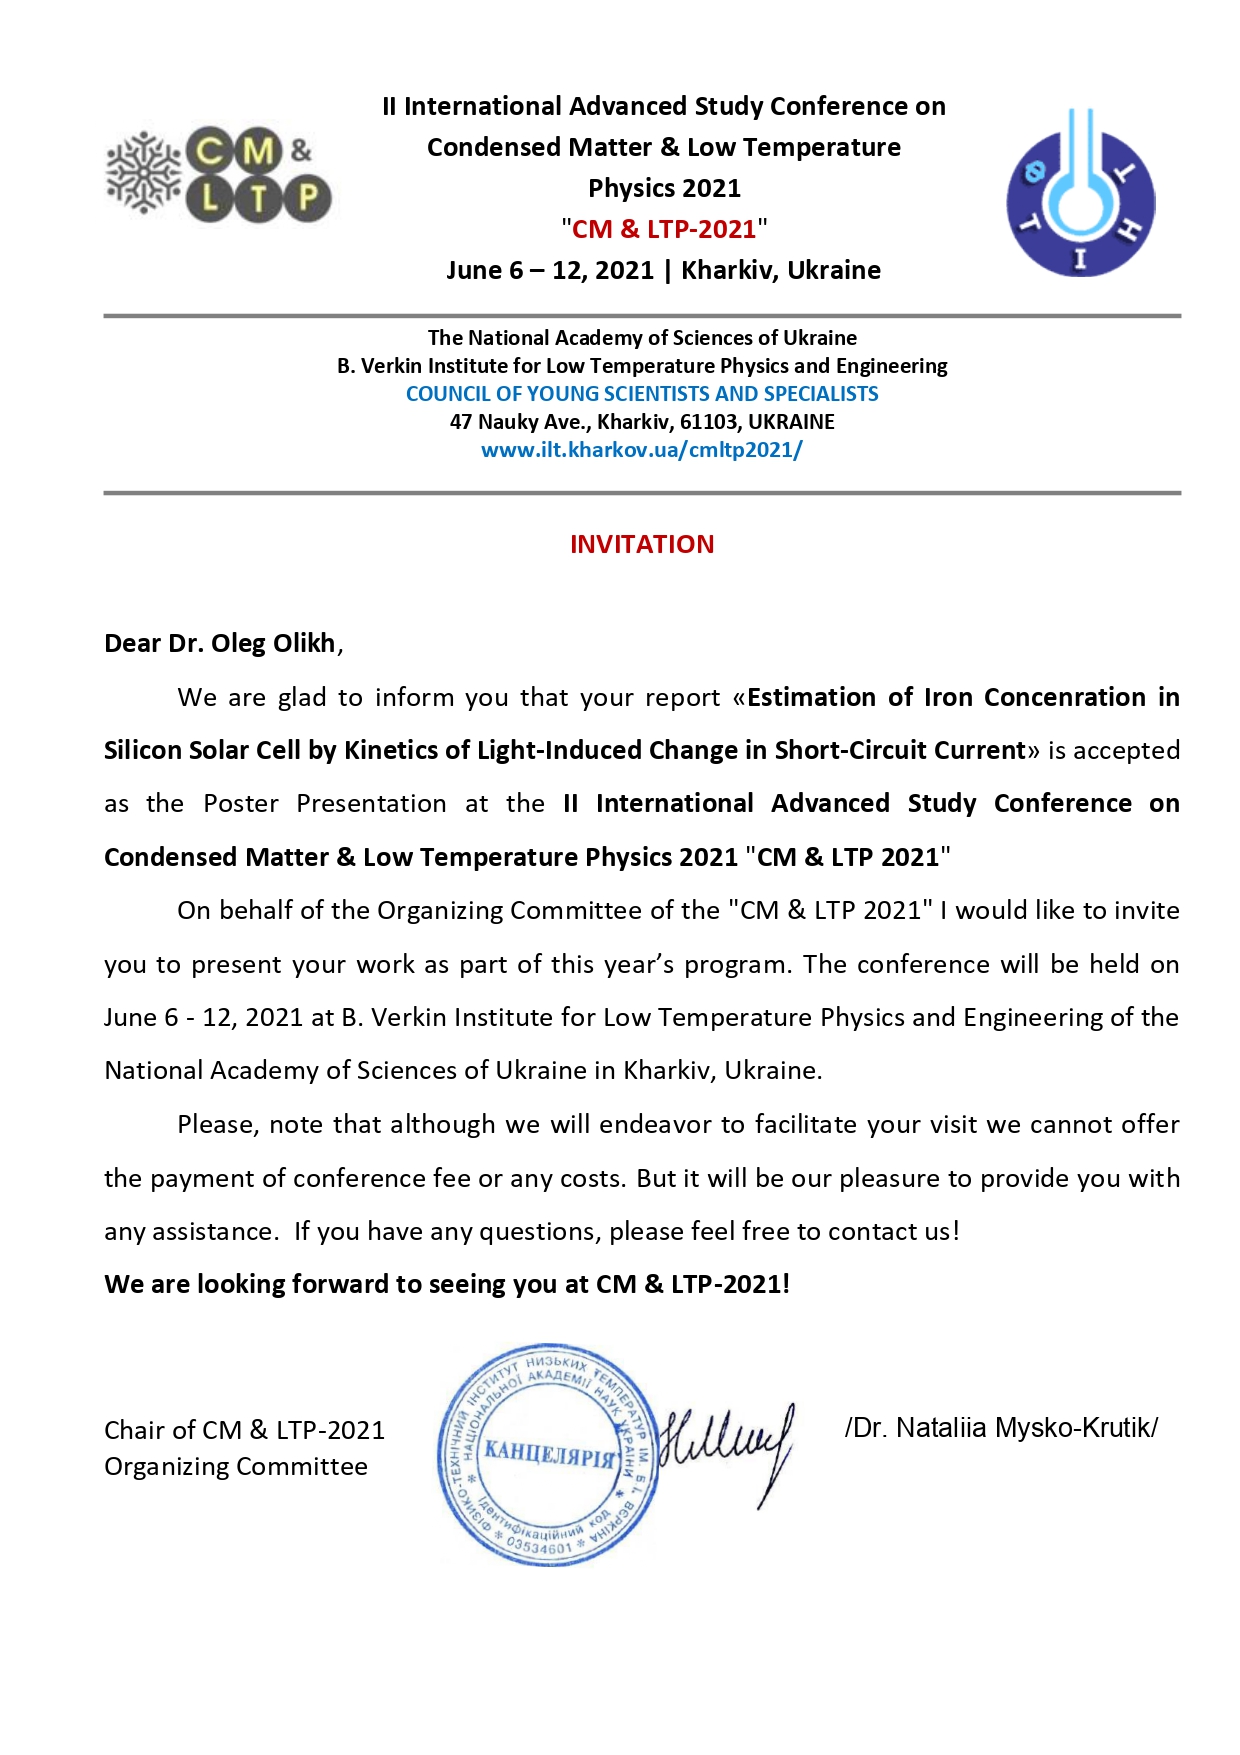 CM &
LTP
II International Advanced Study Conference on
Condensed Matter & Low Temperature
Physics 2021
"CM & LTP-2021"
June 6 – 12, 2021 | Kharkiv, Ukraine
ФТІНТ
The National Academy of Sciences of Ukraine
B. Verkin Institute for Low Temperature Physics and Engineering
COUNCIL OF YOUNG SCIENTISTS AND SPECIALISTS
47 Nauky Ave., Kharkiv, 61103, UKRAINE
www.ilt.kharkov.ua/cmltp2021/
INVITATION
Dear Dr. Oleg Olikh,
We are glad to inform you that your report «Estimation of Iron Concenration in
Silicon Solar Cell by Kinetics of Light-Induced Change in Short-Circuit Current» is accepted
as the Poster Presentation at the II International Advanced Study Conference on
Condensed Matter & Low Temperature Physics 2021 "CM & LTP 2021"
On behalf of the Organizing Committee of the "CM & LTP 2021" I would like to invite
you to present your work as part of this year’s program. The conference will be held on
June 6 - 12, 2021 at B. Verkin Institute for Low Temperature Physics and Engineering of the
National Academy of Sciences of Ukraine in Kharkiv, Ukraine.
Please, note that although we will endeavor to facilitate your visit we cannot offer
the payment of conference fee or any costs. But it will be our pleasure to provide you with
any assistance. If you have any questions, please feel free to contact us!
We are looking forward to seeing you at CM & LTP-2021!
Chair of CM & LTP-2021
Organizing Committee
ФІЗИКО-ТЕХНІЧНИЙ ІНСТИТУТ НИЗЬКИХ ТЕМПЕРАТУР ІМ. Б.І. ВЄРКІНА
* НАЦІОНАЛЬНОЇ АКАДЕМІЇ НАУК УКРАЇНИ *
КАНЦЕЛЯРІЯ
Ідентифікаційний код
* 03534601 *
/Dr. Nataliia Mysko-Krutik/